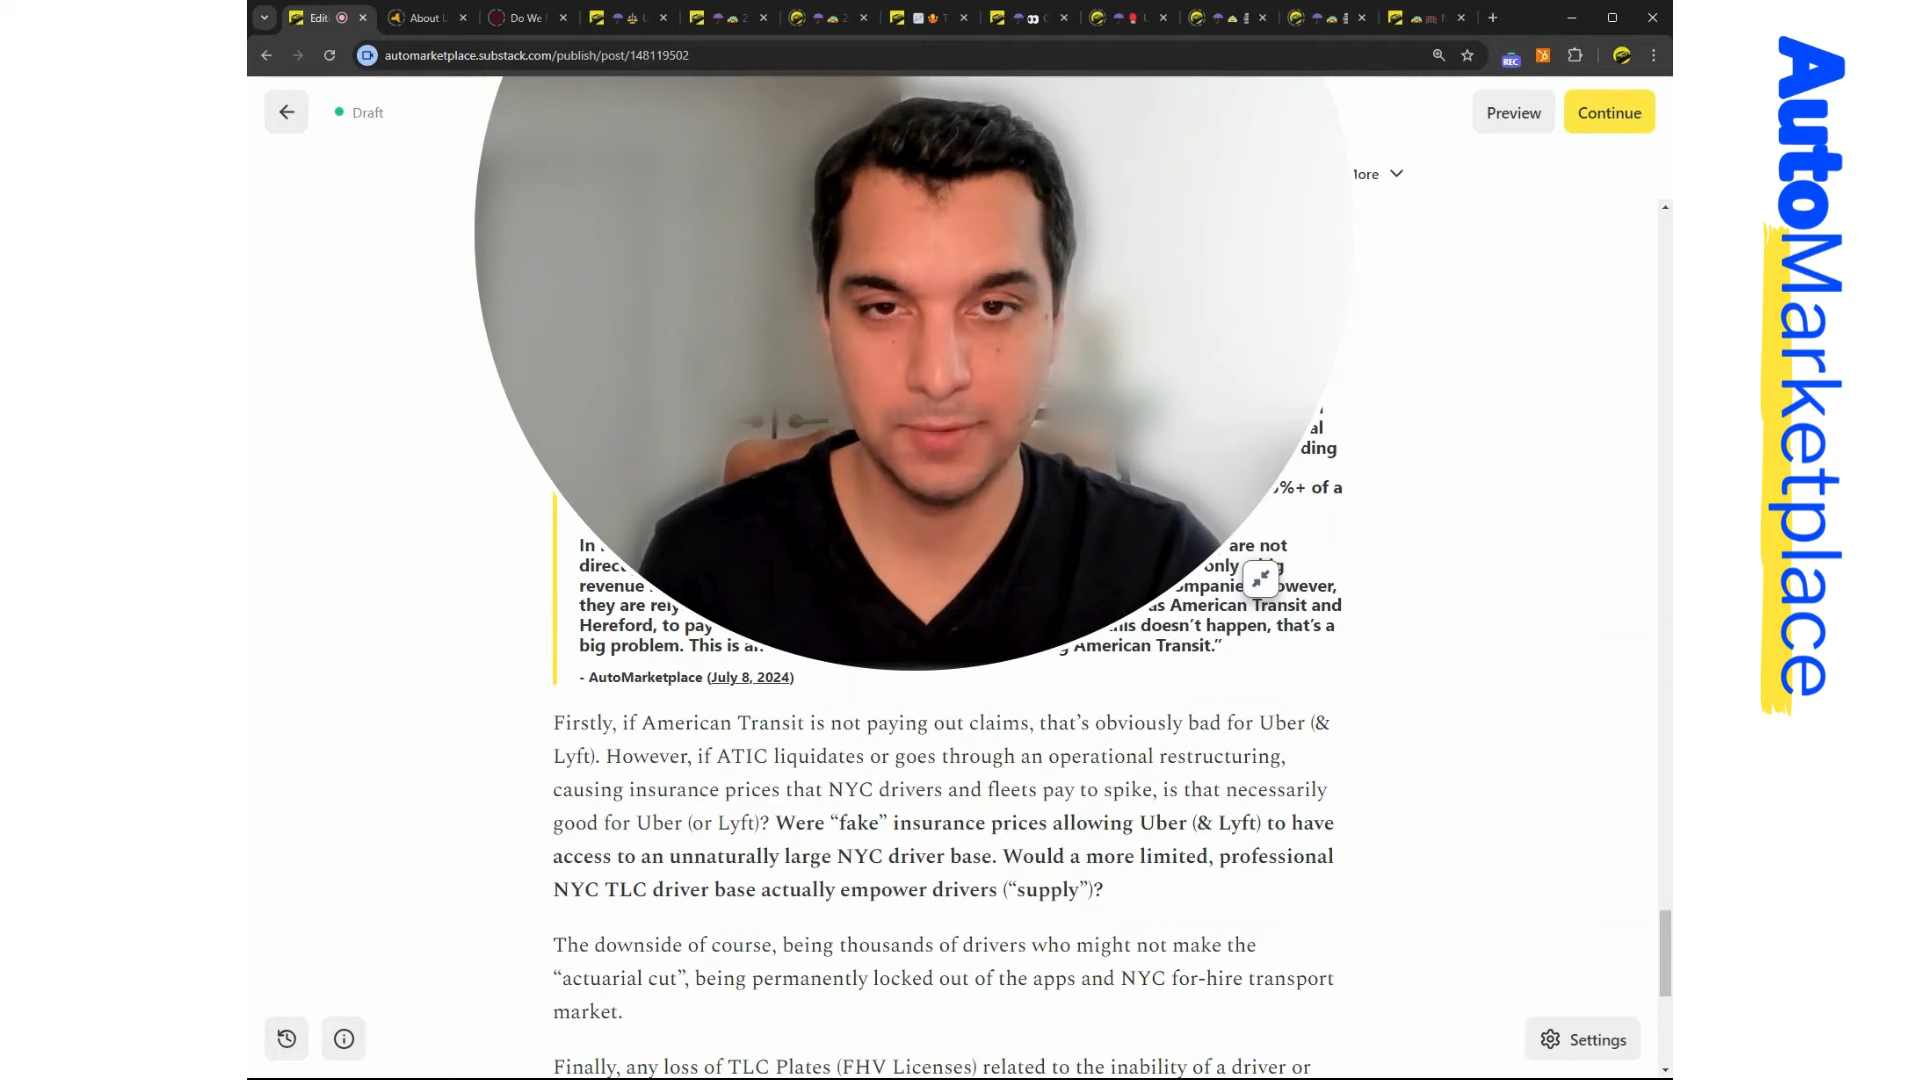 Edit
About
Do We
automarketplace.substack.com/publish/post/148119502
REC
Draft
Preview
Continue
More
al
ding
%+ of a
In
are not
direc
only
revenue
ompanie owever,
they are rely
as American Transit and
Hereford, to pay
this doesn’t happen, that’s a
big problem. This is a
g American Transit.”
- AutoMarketplace (July 8, 2024)
Firstly, if American Transit is not paying out claims, that’s obviously bad for Uber (&
Lyft). However, if ATIC liquidates or goes through an operational restructuring,
causing insurance prices that NYC drivers and fleets pay to spike, is that necessarily
good for Uber (or Lyft)? Were “fake” insurance prices allowing Uber (& Lyft) to have
access to an unnaturally large NYC driver base. Would a more limited, professional
NYC TLC driver base actually empower drivers (“supply”)?
The downside of course, being thousands of drivers who might not make the
“actuarial cut”, being permanently locked out of the apps and NYC for-hire transport
market.
Finally, any loss of TLC Plates (FHV Licenses) related to the inability of a driver or
Settings
AutoMarketplace